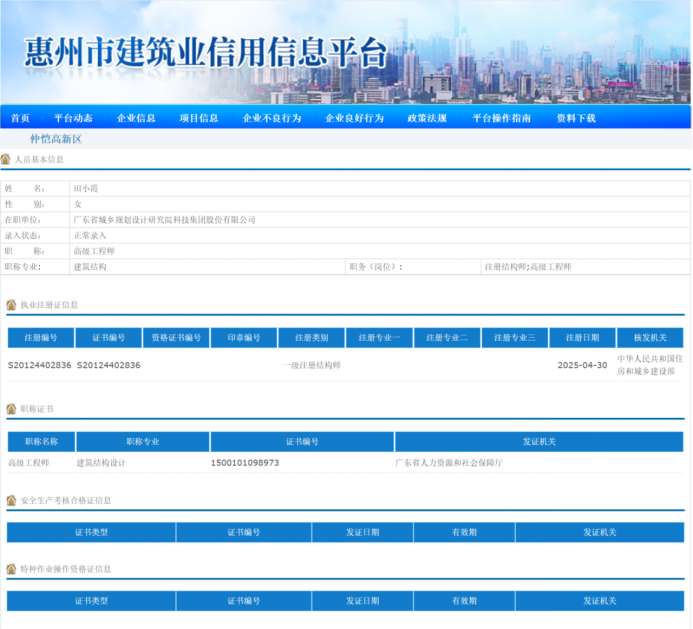 惠州市建筑业信用信息平台
首页 平台动态 企业信息 项目信息 企业不良行为 企业良好行为 政策法规 平台操作指南 资料下载
仲恺高新区
人员基本信息
姓 名: 田小霞
性 别: 女
在职单位: 广东省城乡规划设计研究院科技集团股份有限公司
录入状态: 正常录入
职 称: 高级工程师
职称专业: 建筑结构 职务（岗位）: 注册结构师;高级工程师
执业注册证信息
注册编号 证书编号 资格证书编号 印章编号 注册类别 注册专业一 注册专业二 注册专业三 注册日期 核发机关
S20124402836 S20124402836 一级注册结构师 2025-04-30 中华人民共和国住
房和城乡建设部
职称证书
职称名称 职称专业 证书编号 发证机关
高级工程师 建筑结构设计 1500101098973 广东省人力资源和社会保障厅
安全生产考核合格证信息
证书类型 证书编号 发证日期 有效期 发证机关
特种作业操作资格证信息
证书类型 证书编号 发证日期 有效期 发证机关